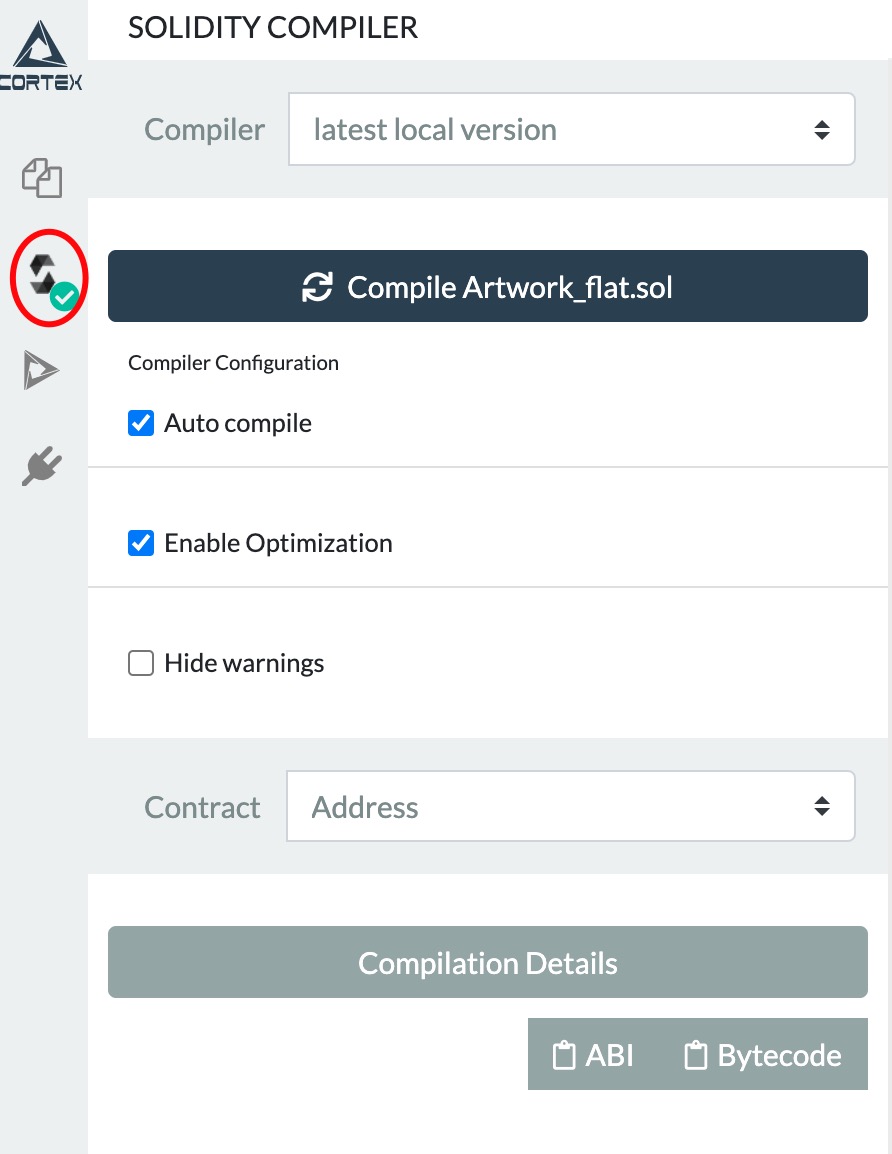 SOLIDITY COMPILER
CORTEX
Compiler
latest local version
Compile Artwork_flat.sol
Compiler Configuration
Auto compile
Enable Optimization
Hide warnings
Contract
Address
Compilation Details
ABI
Bytecode